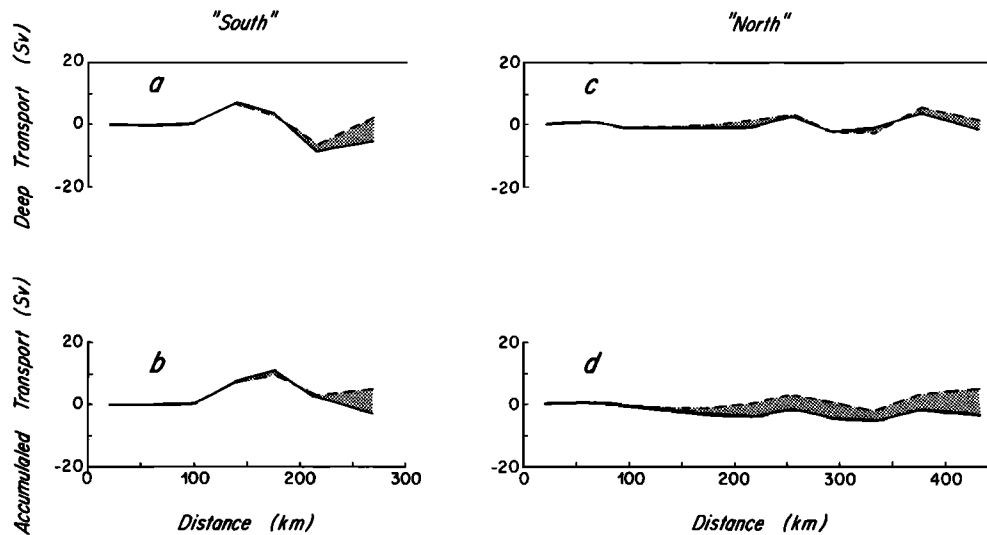 "South"
"North"
Deep Transport (Sv)
20
0
-20
a
20
0
-20
c
Accumulaled Transport (Sv)
20
0
-20
b
0
100
200
300
Distance (km)
20
0
-20
d
0
100
200
300
400
Distance (km)